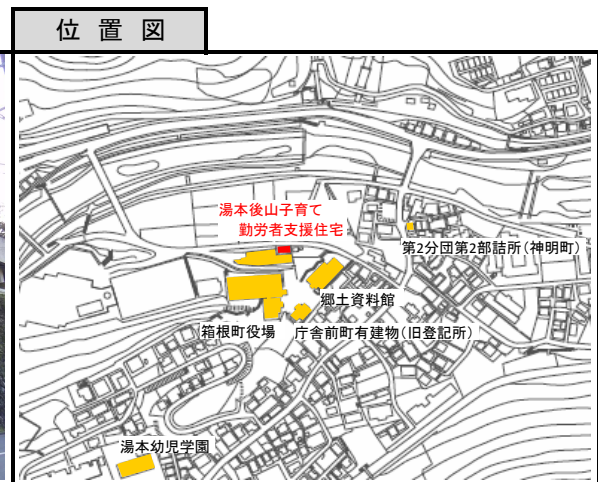 位置図
湯本後山子育て
勤労者支援住宅
第2分団第2部詰所(神明町)
郷土資料館
箱根町役場
庁舎前町有建物(旧登記所)
湯本幼児学園